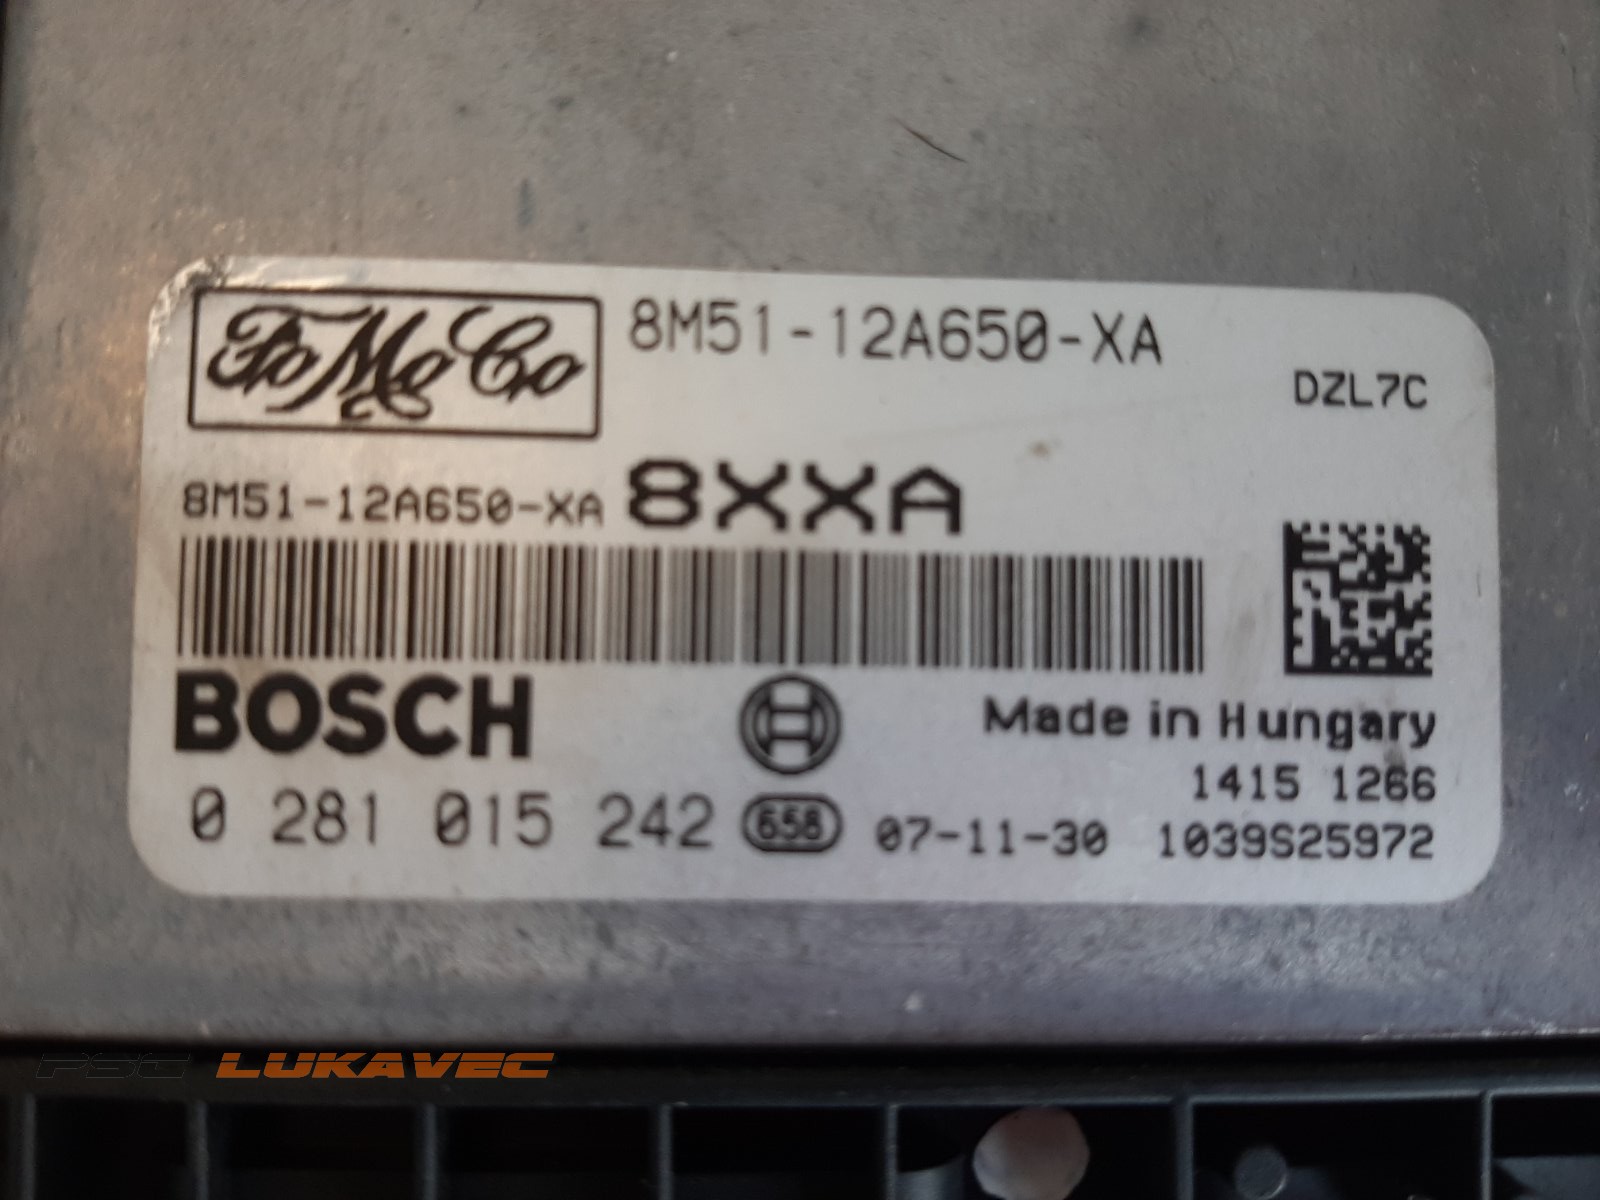 FoMoCo
8M51-12A650-XA
DZL7C
8M51-12A650-XA 8XXA
BOSCH
Made in Hungary
1415 1266
0 281 015 242 658 07-11-30 1039S25972
PSC LUKAVEC